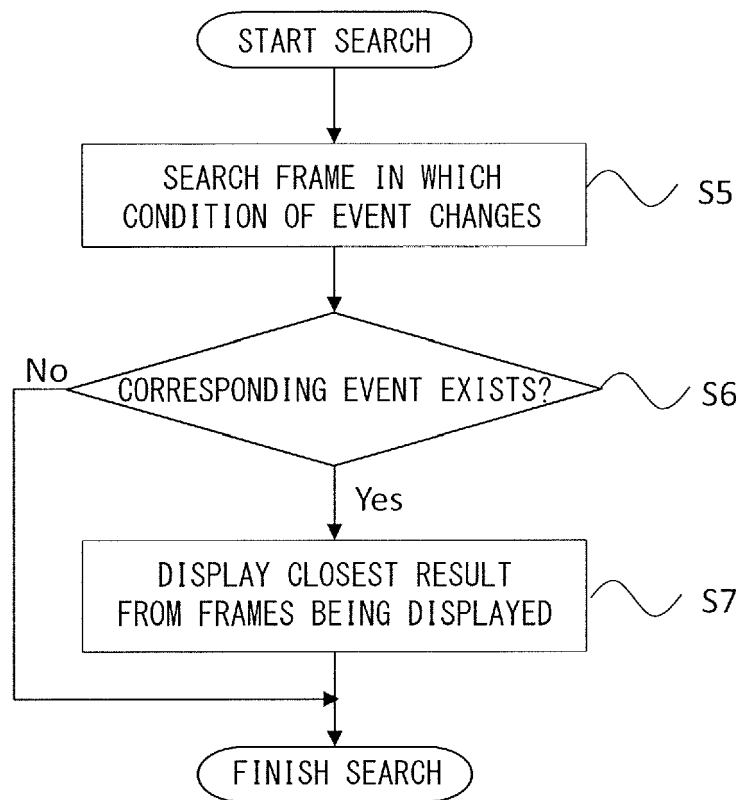 START SEARCH
SEARCH FRAME IN WHICH
CONDITION OF EVENT CHANGES
S5
No
CORRESPONDING EVENT EXISTS?
S6
Yes
DISPLAY CLOSEST RESULT
FROM FRAMES BEING DISPLAYED
S7
FINISH SEARCH